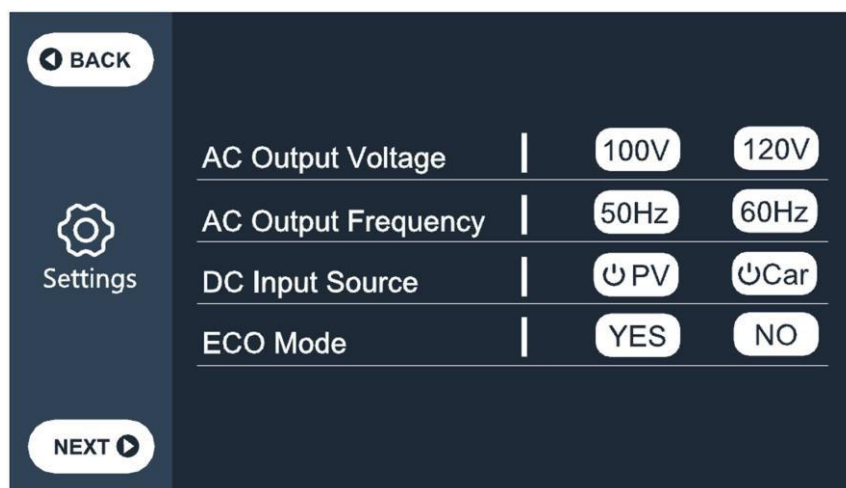 BACK
AC Output Voltage 100V 120V
AC Output Frequency 50Hz 60Hz
Settings
DC Input Source PV Car
ECO Mode YES NO
NEXT